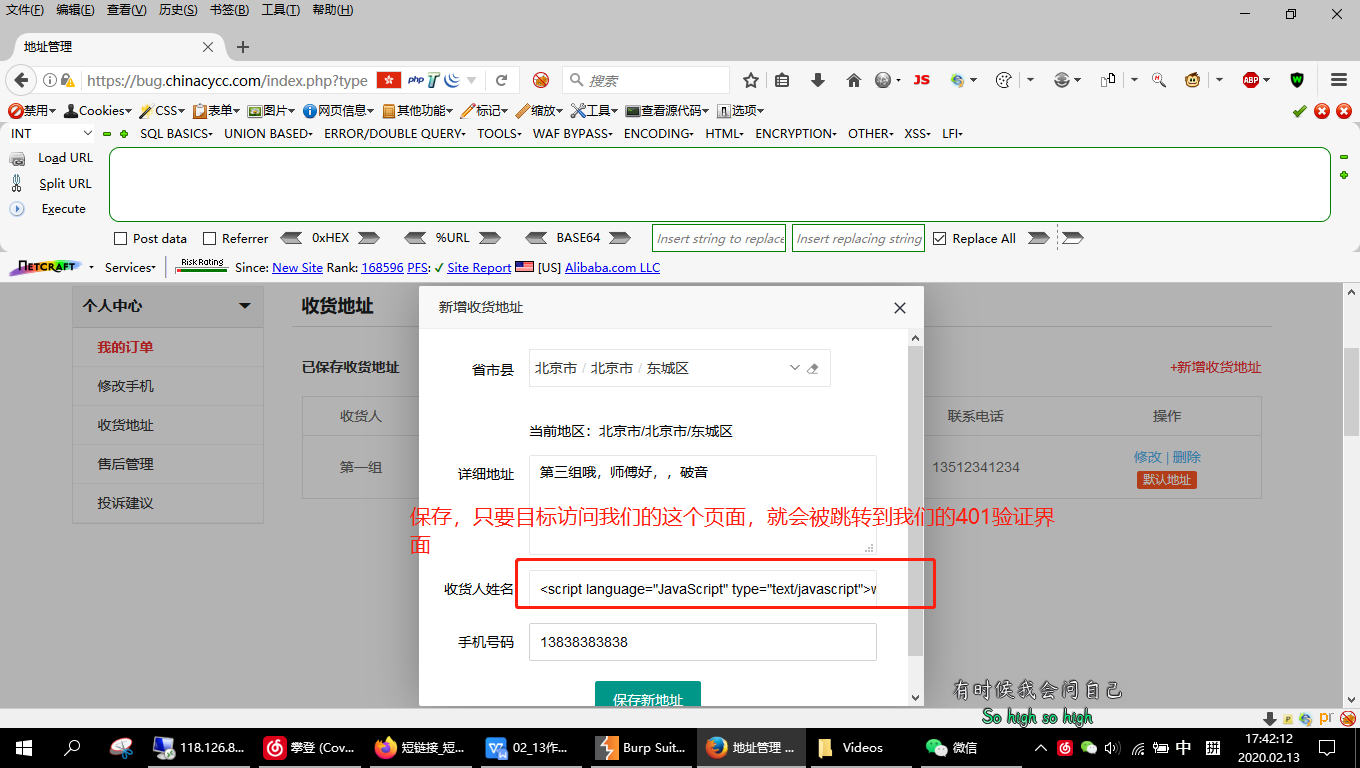 文件(F) 编辑(E) 查看(V) 历史(S) 书签(B) 工具(T) 帮助(H)
地址管理
https://bug.chinacycc.com/index.php?type php T 搜索 JS ABP W
禁用 Cookies CSS 表单 图片 网页信息 其他功能 标记 缩放 工具 查看源代码 选项
INT SQL BASICS UNION BASED ERROR/DOUBLE QUERY TOOLS WAF BYPASS ENCODING HTML ENCRYPTION OTHER XSS LFI
Load URL
Split URL
Execute
Post data Referrer 0xHEX %URL BASE64 Insert string to replace Insert replacing string Replace All
NETCRAFT Services Risk Rating Since: New Site Rank: 168596 PFS: ✓ Site Report [US] Alibaba.com LLC
个人中心
我的订单
修改手机
收货地址
售后管理
投诉建议
收货地址
已保存收货地址
+新增收货地址
收货人
联系电话
操作
第一组
13512341234
修改 | 删除
默认地址
新增收货地址
省市县 北京市 / 北京市 / 东城区
当前地区：北京市/北京市/东城区
详细地址 第三组哦，师傅好，，破音
保存，只要目标访问我们的这个页面，就会被跳转到我们的401验证界
面
收货人姓名 <script language="JavaScript" type="text/javascript">w
手机号码 13838383838
保存新地址
有时候我会问自己
So high so high
118.126.8... 攀登 (Cov... 短链接_短... 02_13作... Burp Suit... 地址管理 ... Videos 微信 中 拼 17:42:12
2020.02.13